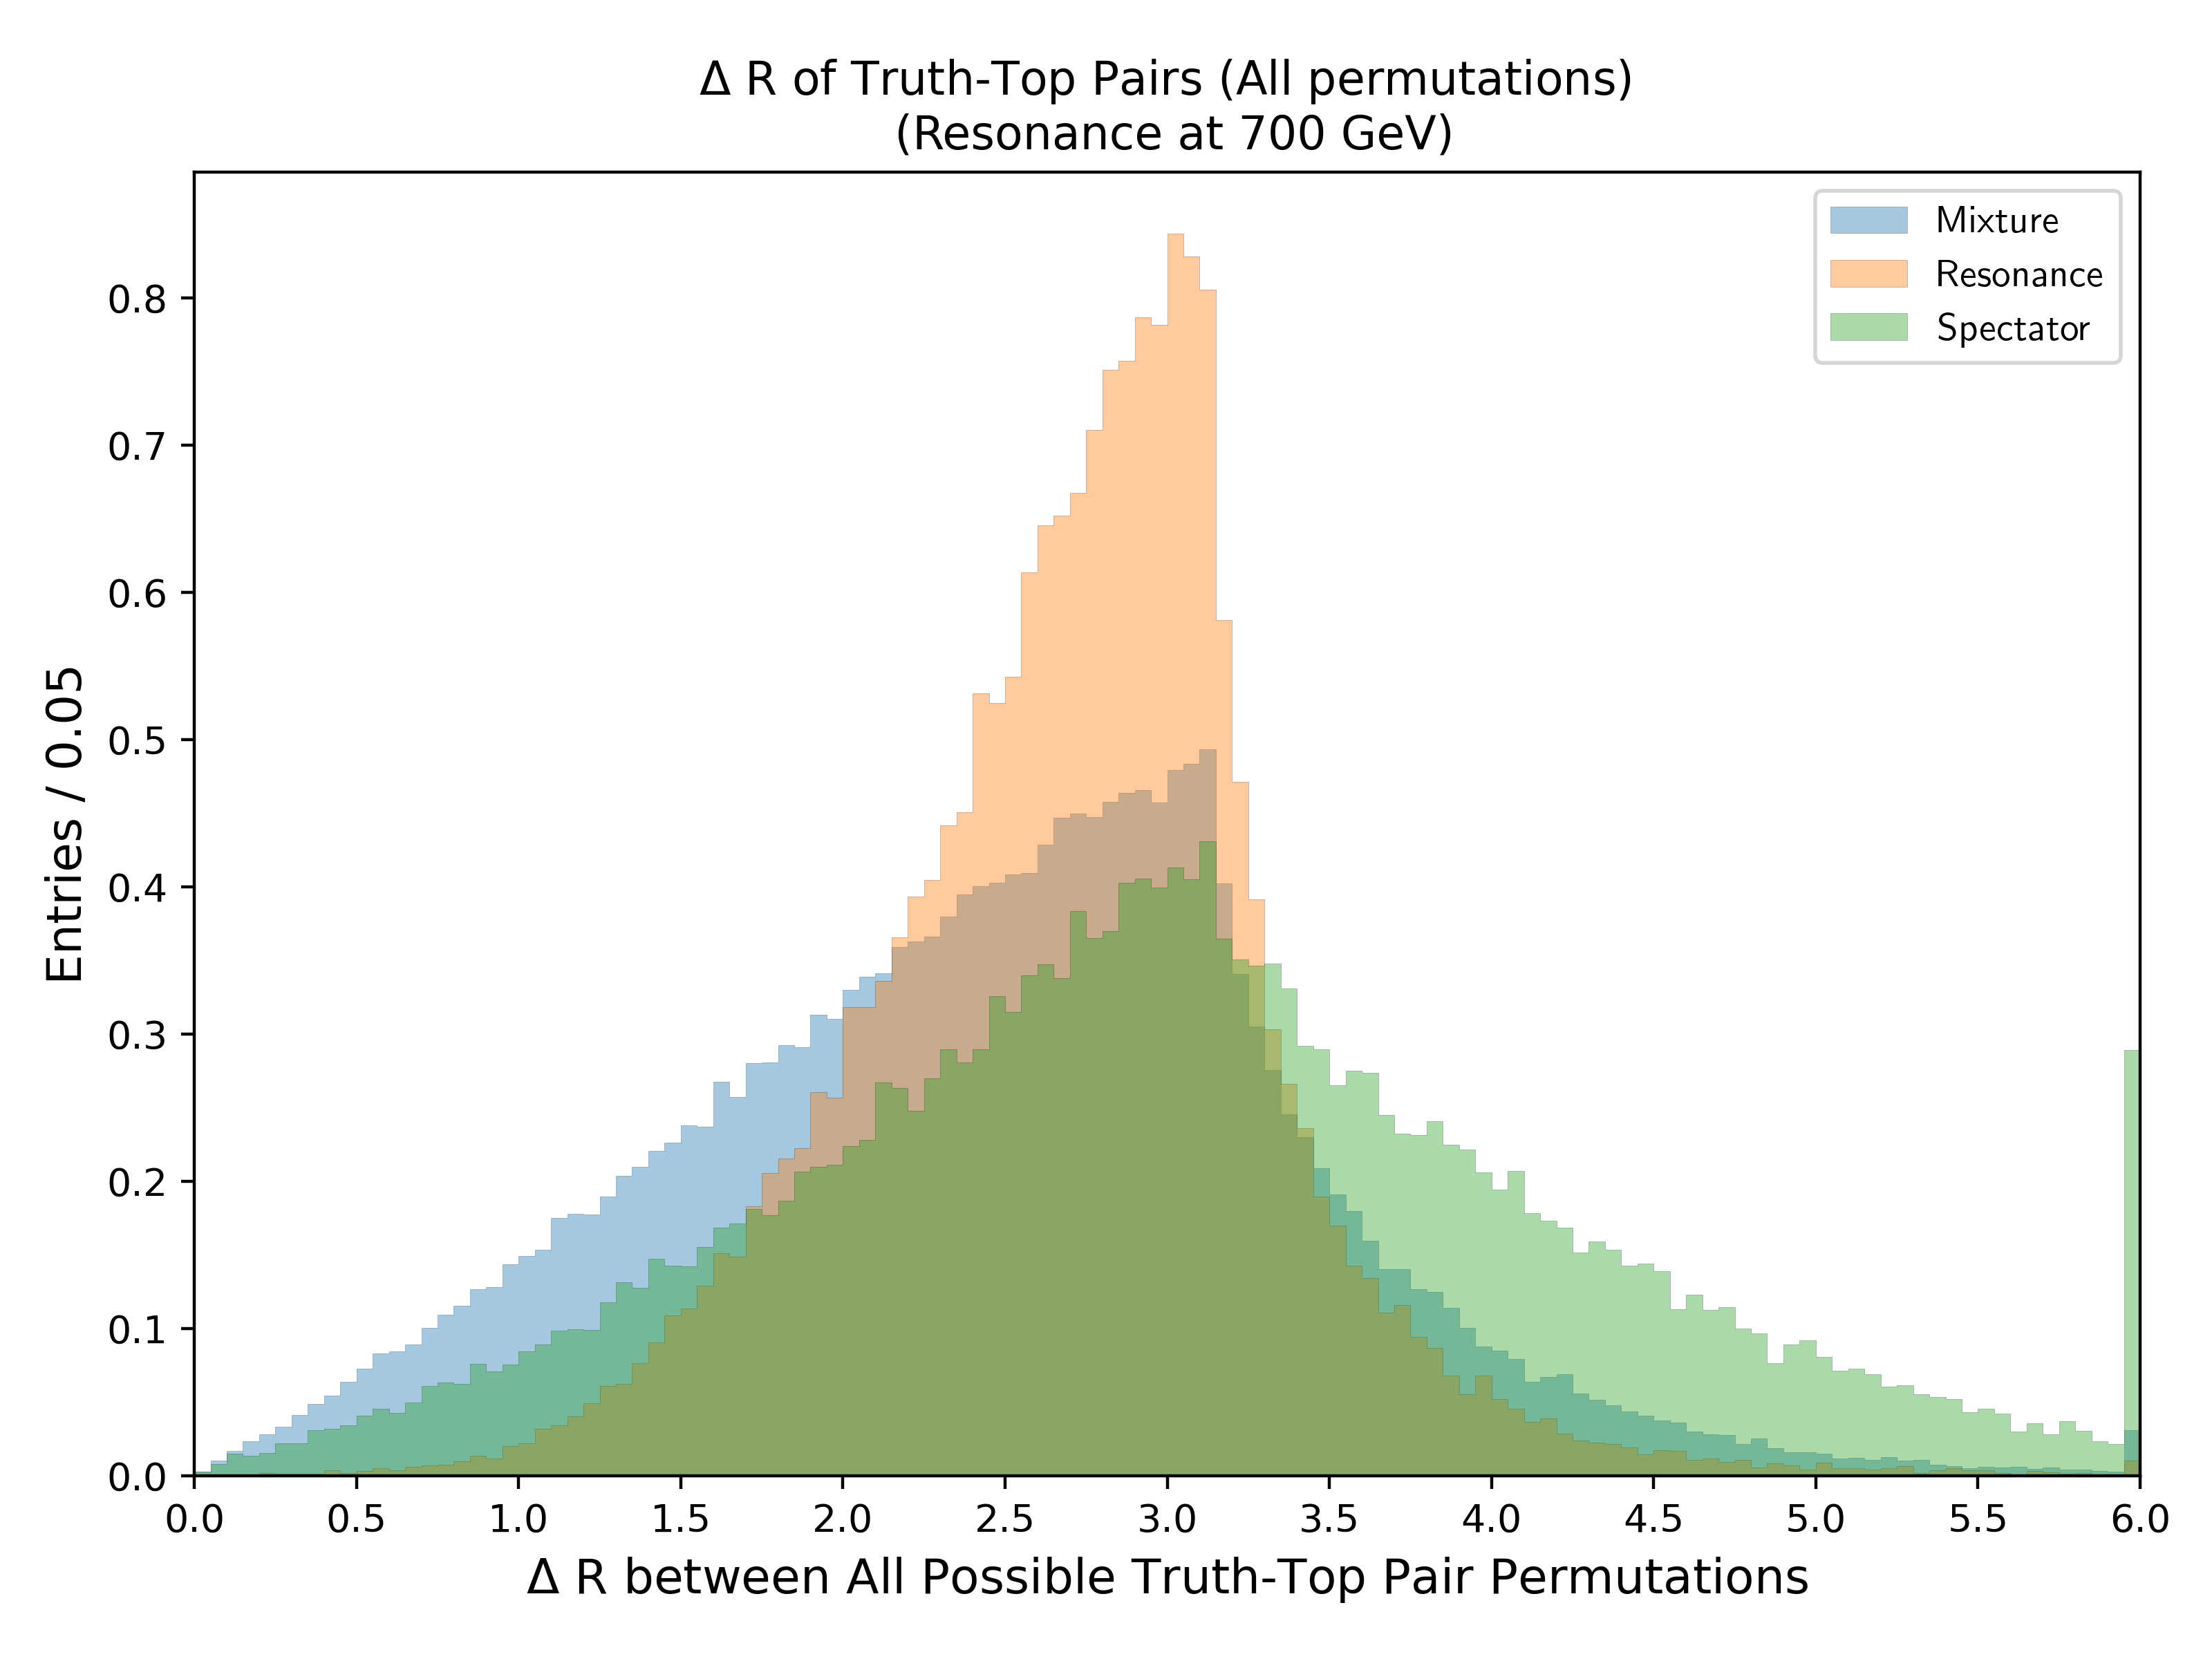 Δ R of Truth-Top Pairs (All permutations)
(Resonance at 700 GeV)
Mixture
Resonance
Spectator
Entries / 0.05
0.8
0.7
0.6
0.5
0.4
0.3
0.2
0.1
0.0
0.0 0.5 1.0 1.5 2.0 2.5 3.0 3.5 4.0 4.5 5.0 5.5 6.0
Δ R between All Possible Truth-Top Pair Permutations